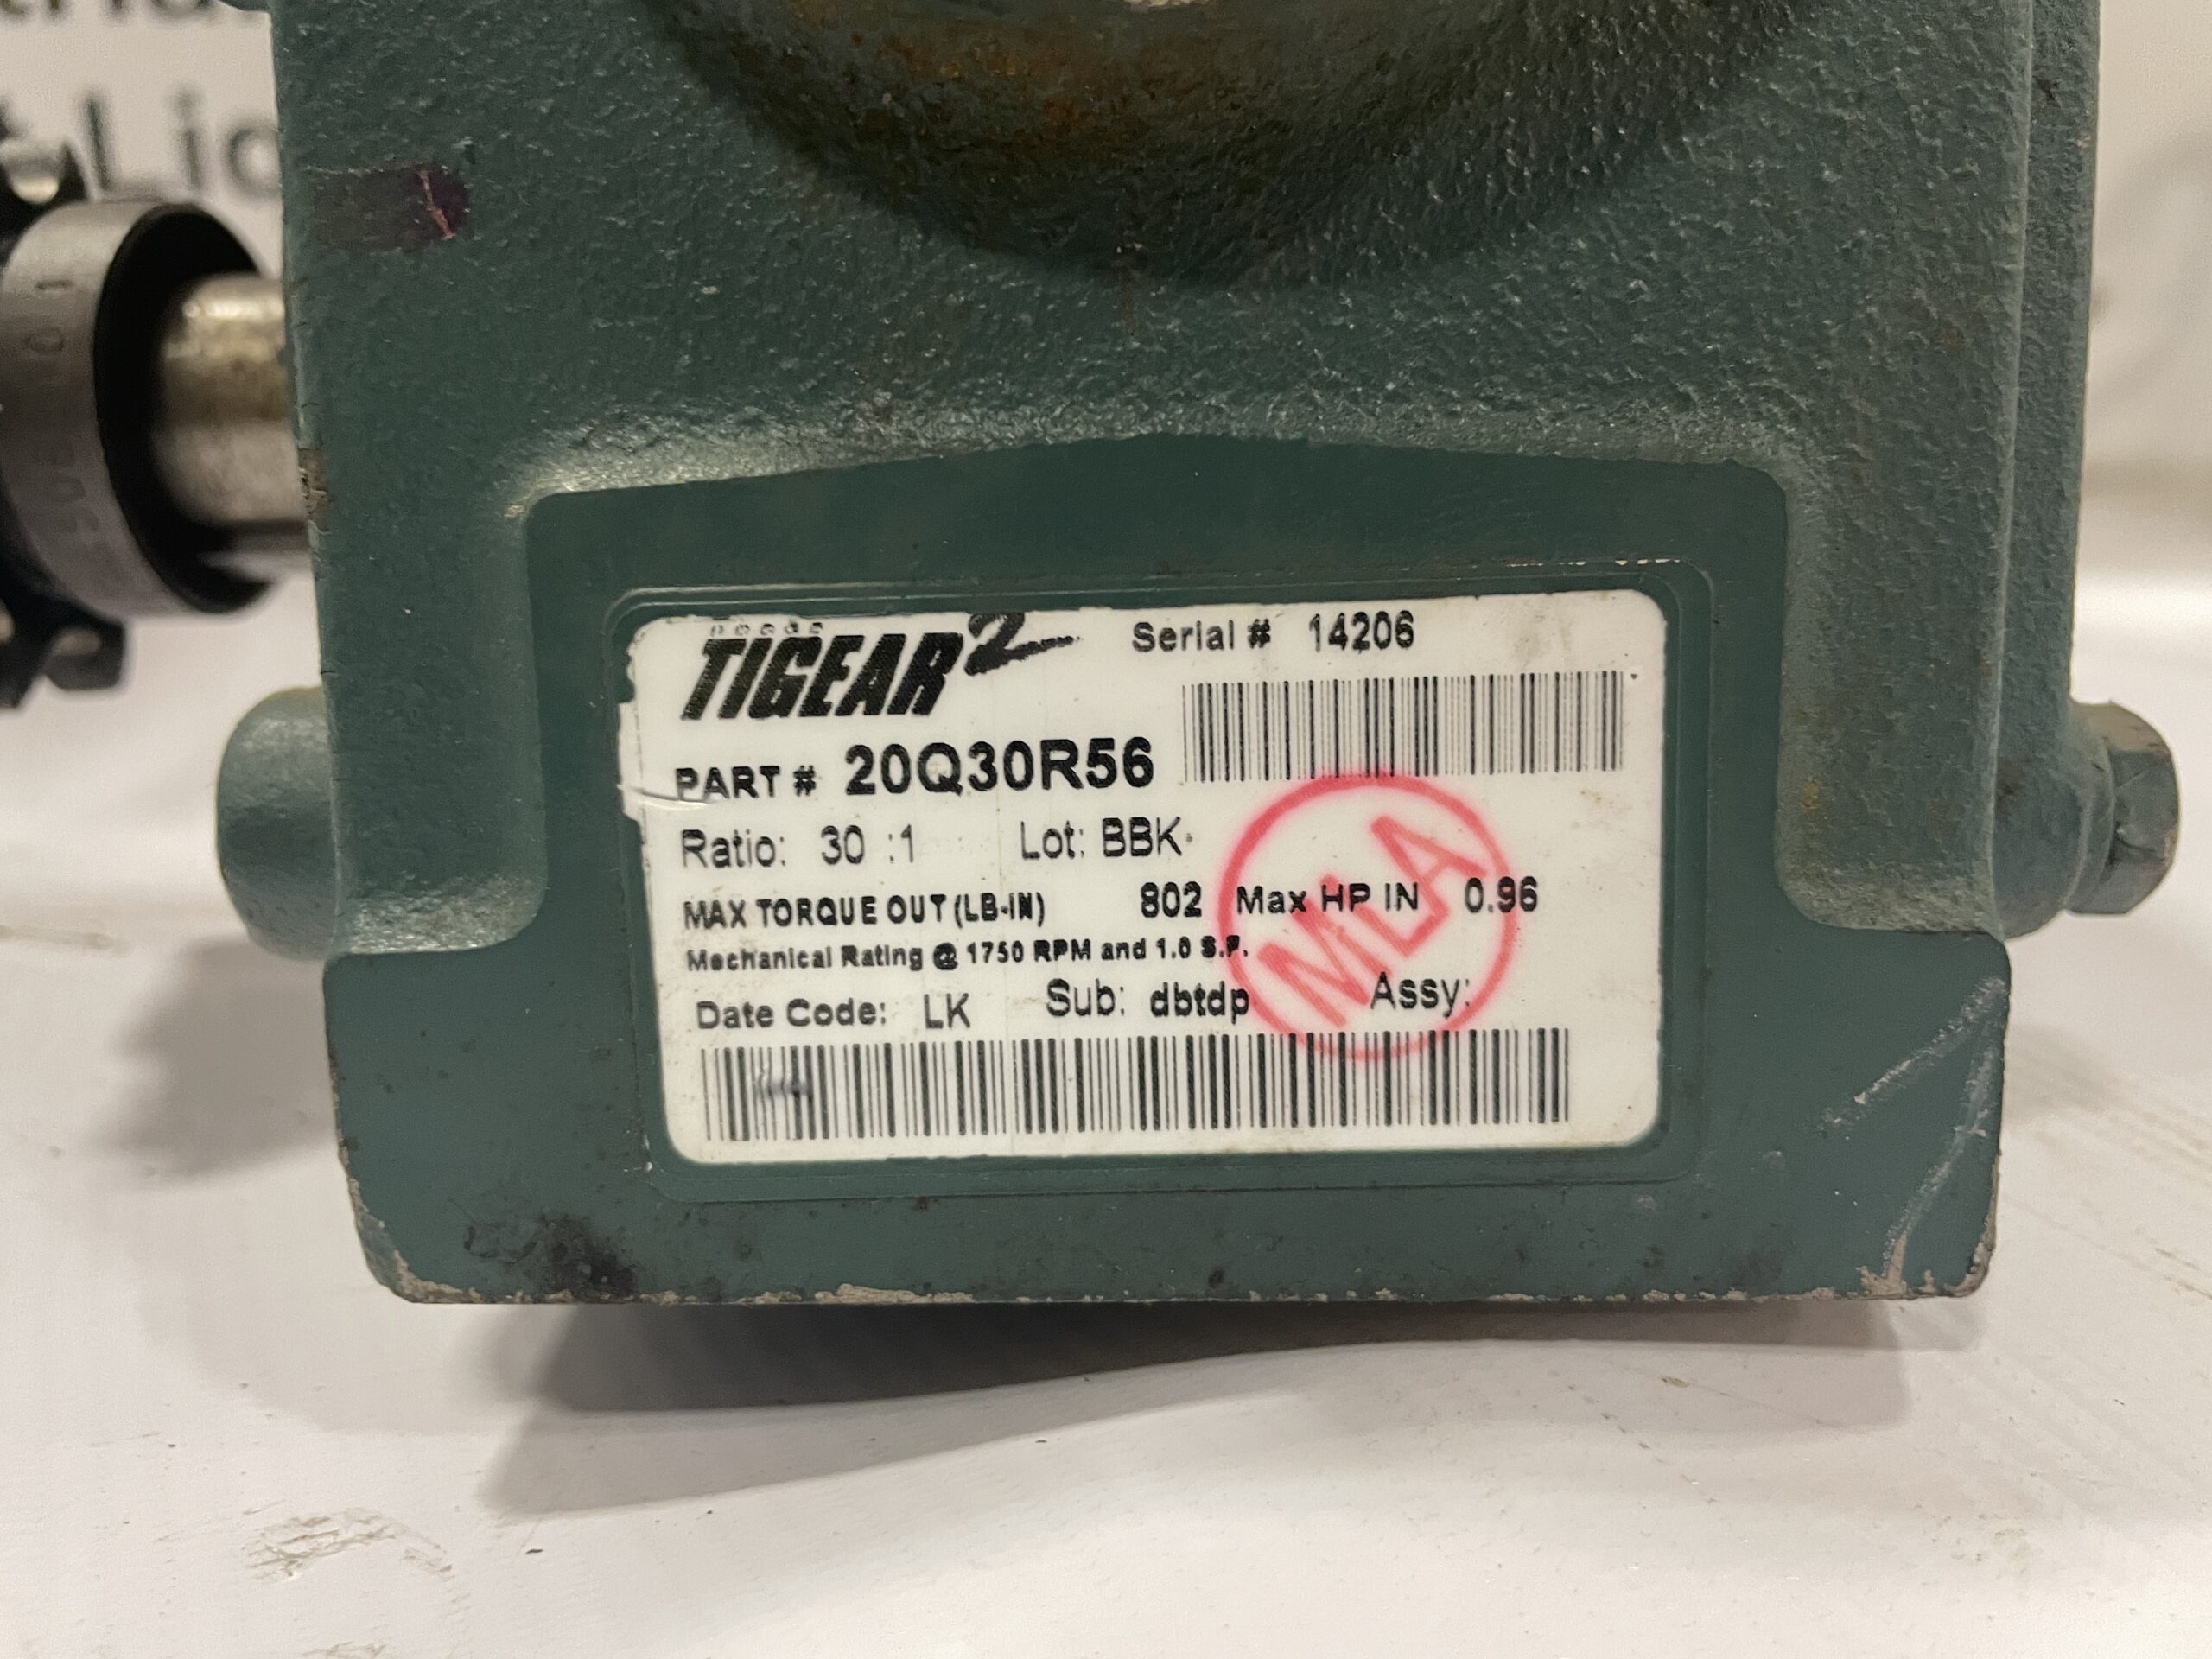 TIGEAR 2
Serial # 14206
PART # 20Q30R56
Ratio: 30 :1 Lot: BBK
MAX TORQUE OUT (LB-IN) 802 Max HP IN 0.96
Mechanical Rating @ 1750 RPM and 1.0 S.F.
Date Code: LK Sub: dbtdp Assy:
MLA